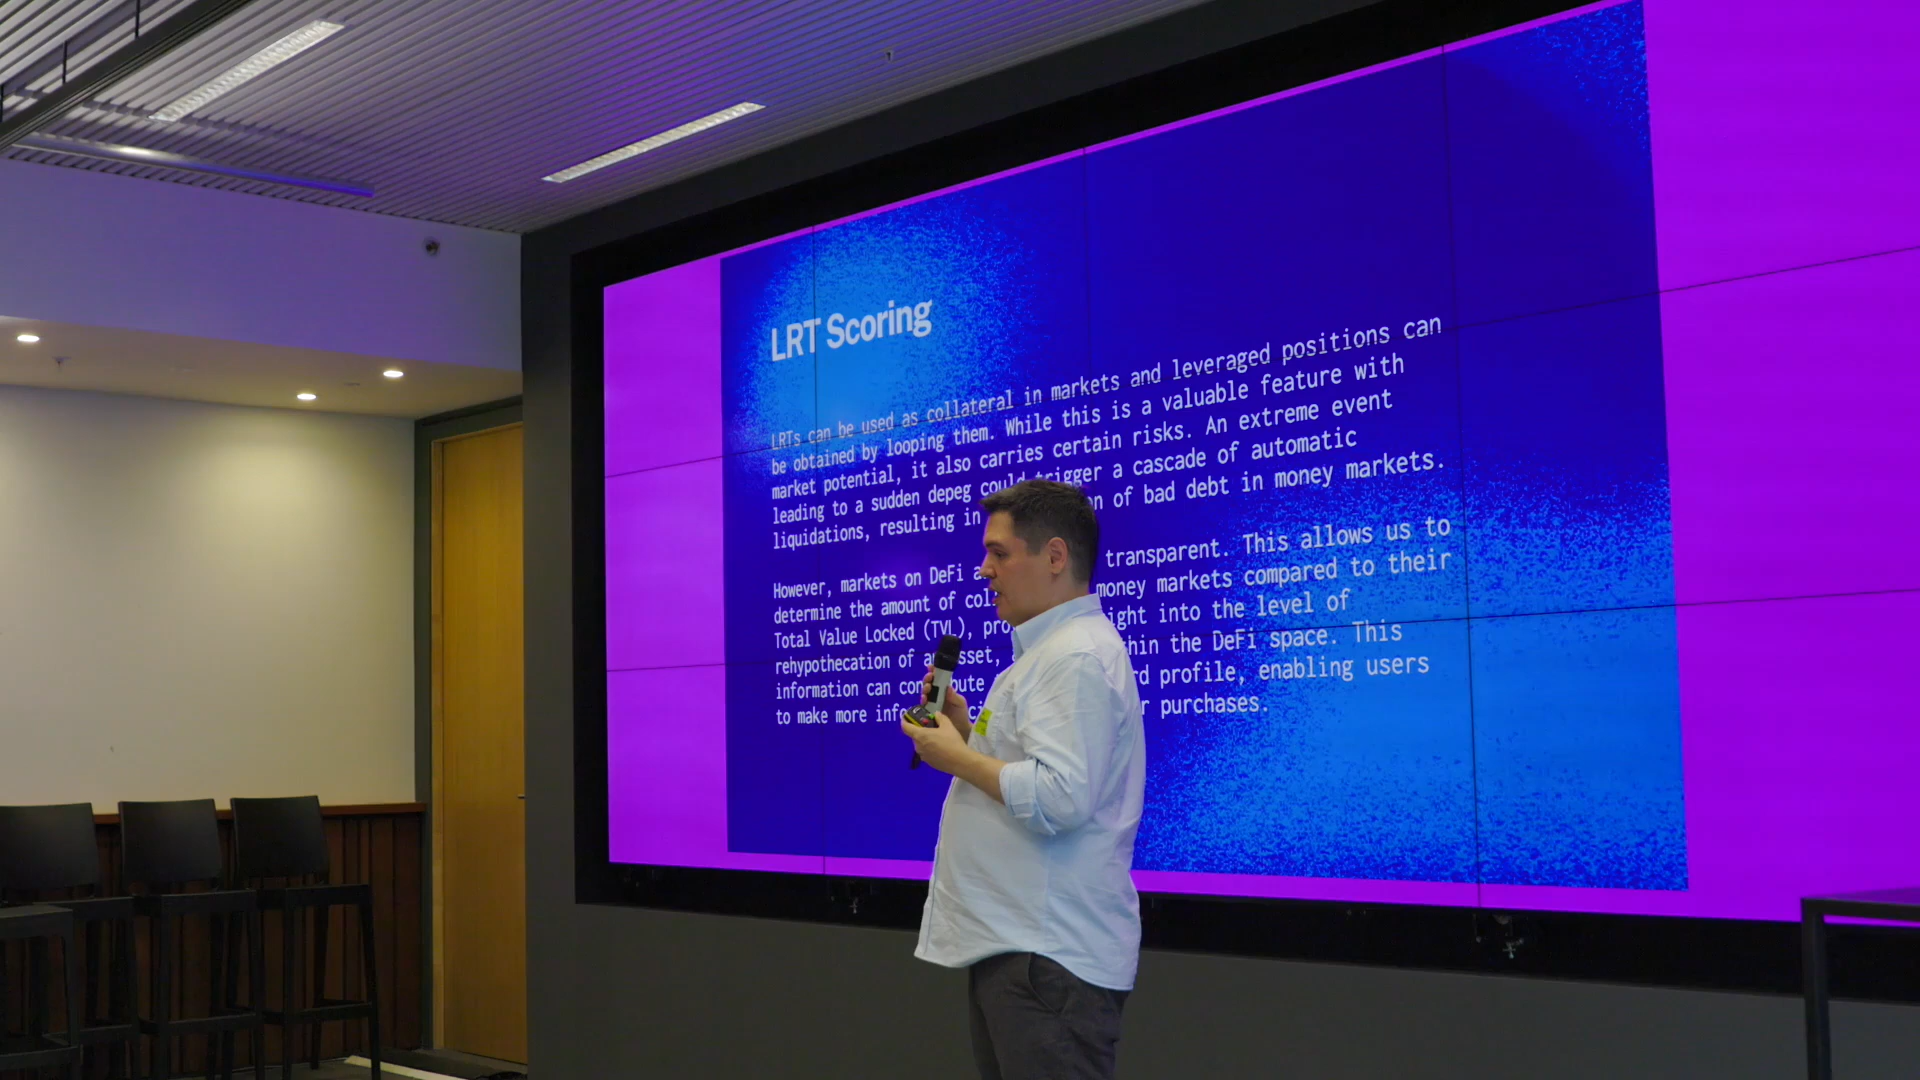 LRT Scoring
LRTs can be used as collateral in markets and leveraged positions can
be obtained by looping them. While this is a valuable feature with
market potential, it also carries certain risks. An extreme event
leading to a sudden depeg could trigger a cascade of automatic
liquidations, resulting in of bad debt in money markets.
However, markets on DeFi transparent. This allows us to
determine the amount of money markets compared to their
Total Value Locked (TVL), into the level of
rehypothecation of the DeFi space. This
information can profile, enabling users
to make more purchases.